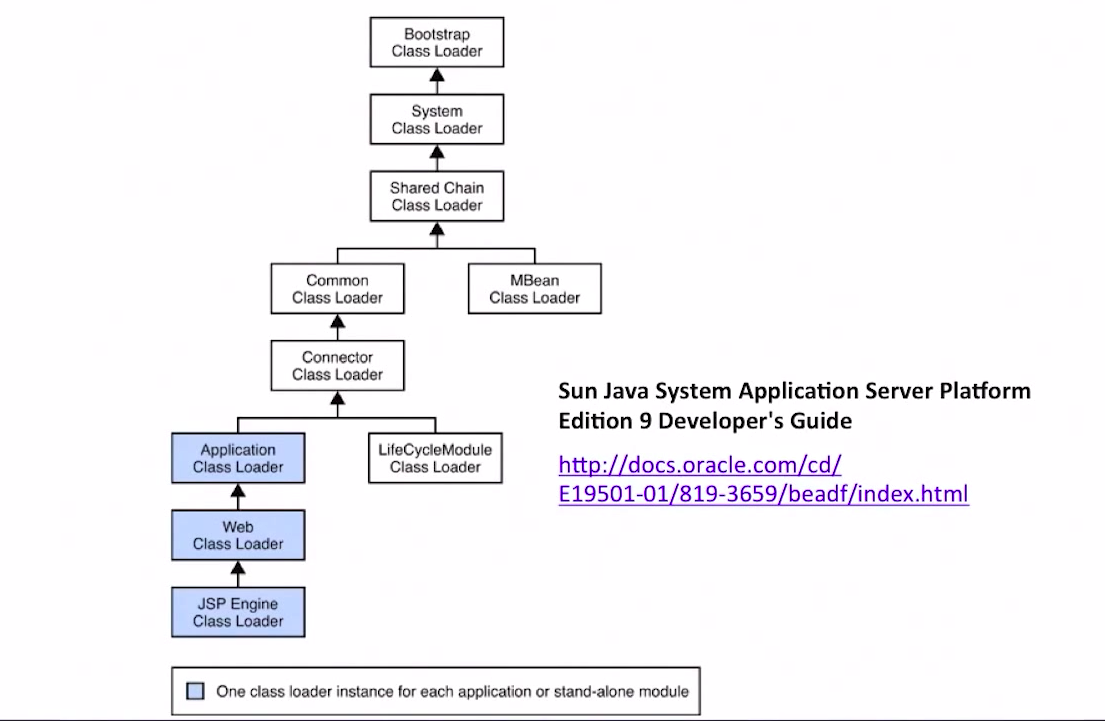 Bootstrap
Class Loader
System
Class Loader
Shared Chain
Class Loader
Common
Class Loader
MBean
Class Loader
Connector
Class Loader
Application
Class Loader
LifeCycleModule
Class Loader
Web
Class Loader
JSP Engine
Class Loader
One class loader instance for each application or stand-alone module
Sun Java System Application Server Platform
Edition 9 Developer's Guide
http://docs.oracle.com/cd/
E19501-01/819-3659/beadf/index.html